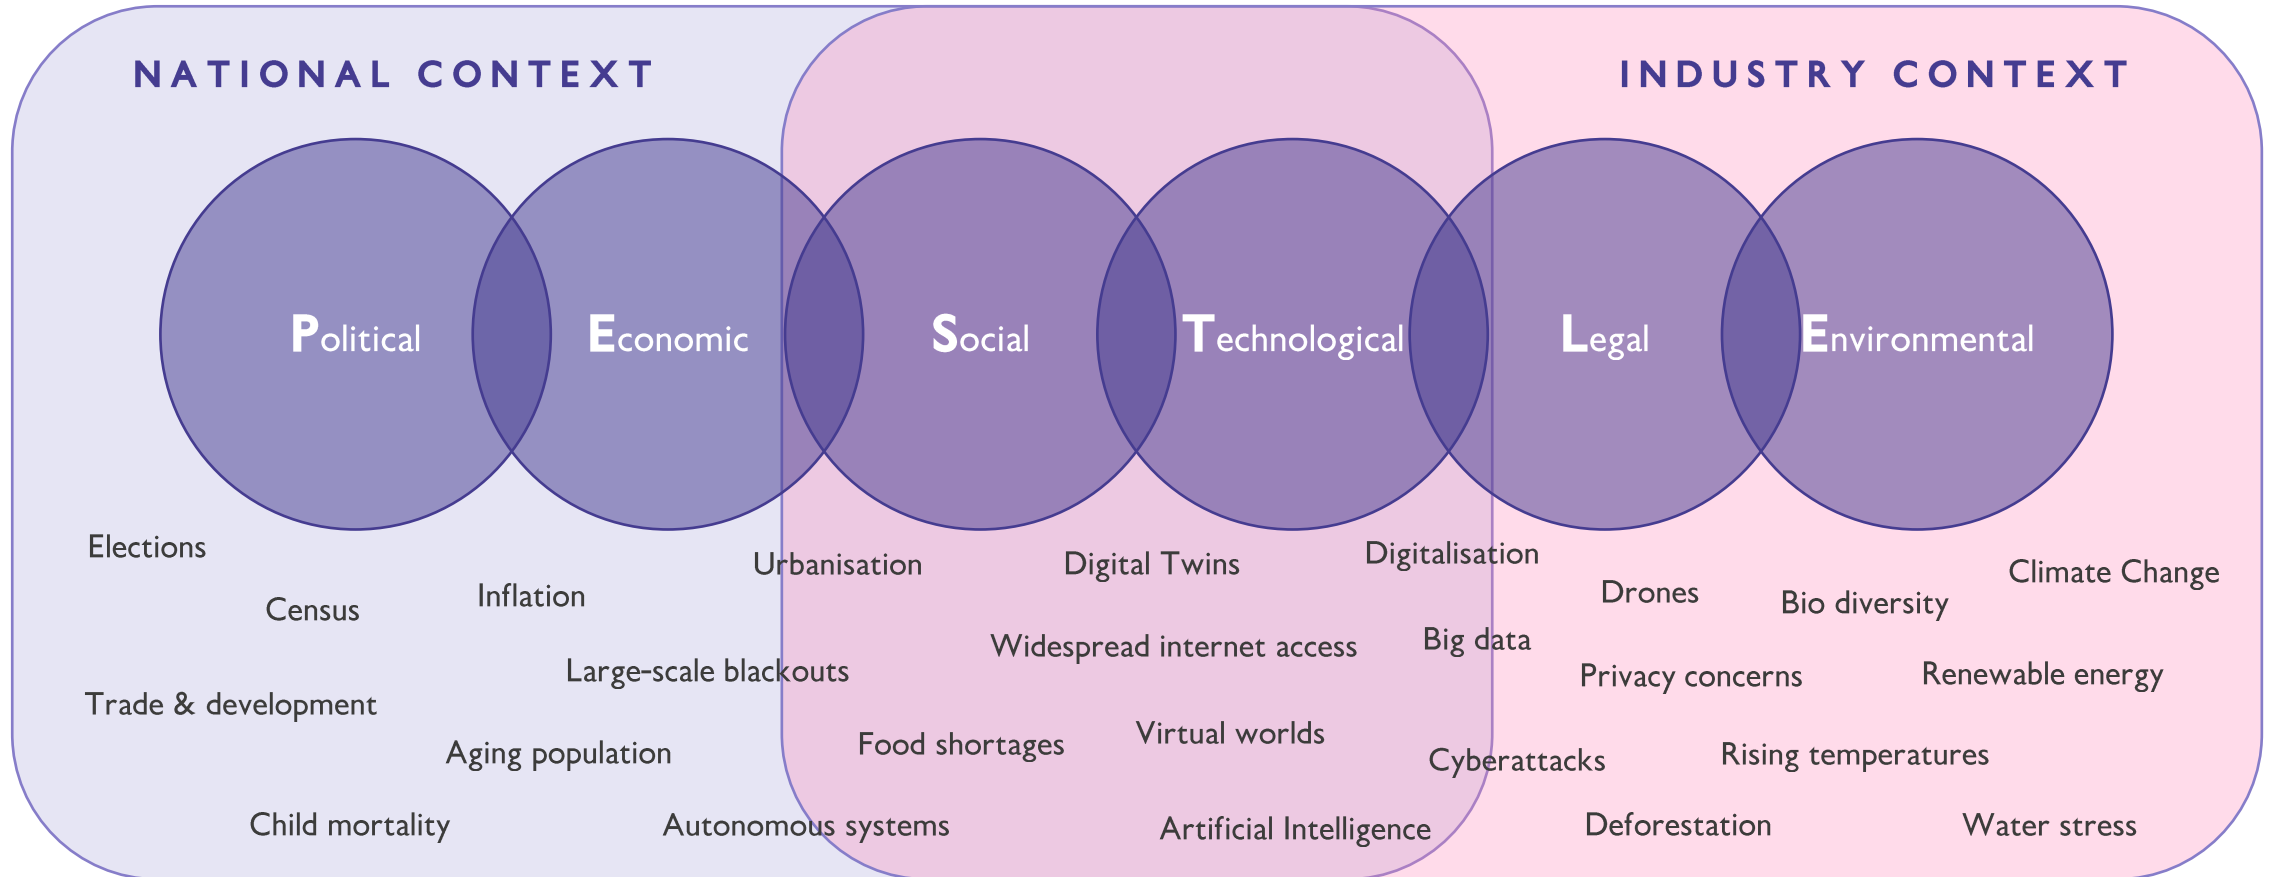 NATIONAL CONTEXT
INDUSTRY CONTEXT
Political
Economic
Social
Technological
Legal
Environmental
Elections
Census
Trade & development
Child mortality
Inflation
Large-scale blackouts
Aging population
Autonomous systems
Urbanisation
Food shortages
Digital Twins
Widespread internet access
Virtual worlds
Artificial Intelligence
Digitalisation
Big data
Cyberattacks
Drones
Privacy concerns
Deforestation
Bio diversity
Rising temperatures
Climate Change
Renewable energy
Water stress